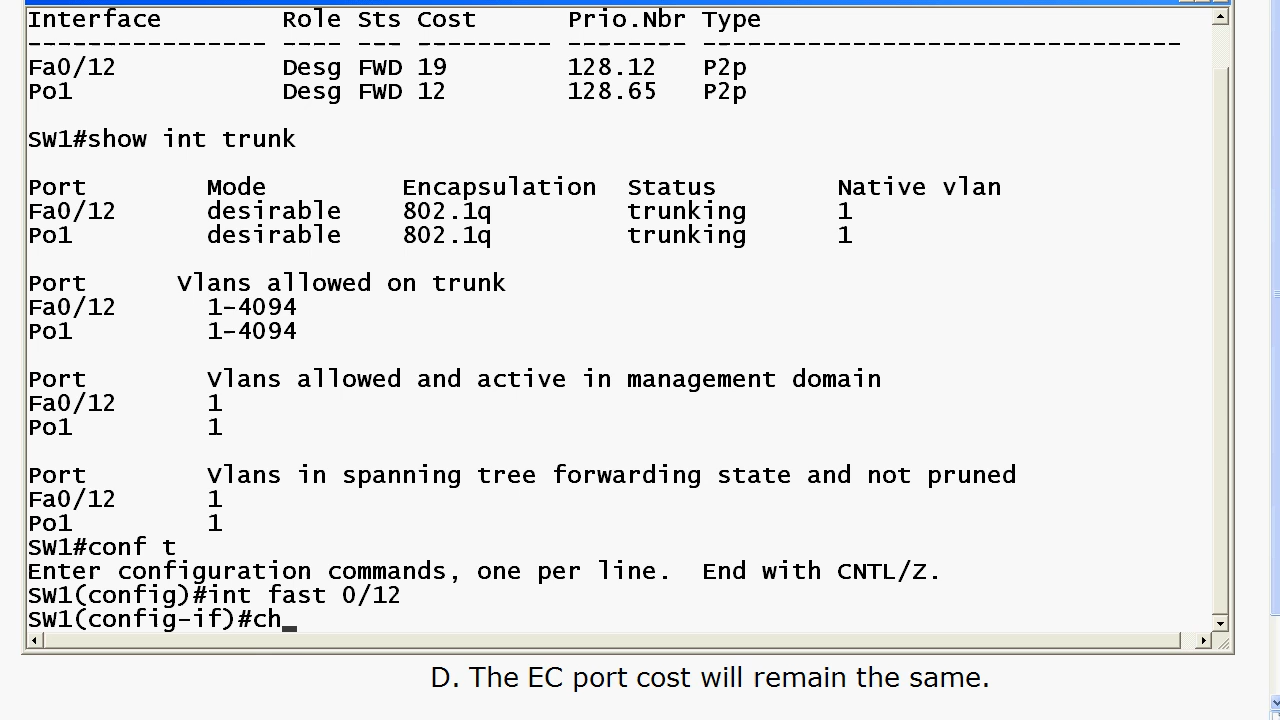 Interface        Role Sts Cost      Prio.Nbr Type
---------------- ---- --- --------- -------- --------------------------------
Fa0/12           Desg FWD 19        128.12   P2p
Po1              Desg FWD 12        128.65   P2p
SW1#show int trunk
Port        Mode         Encapsulation  Status        Native vlan
Fa0/12      desirable    802.1q         trunking      1
Po1         desirable    802.1q         trunking      1
Port      Vlans allowed on trunk
Fa0/12      1-4094
Po1         1-4094
Port        Vlans allowed and active in management domain
Fa0/12      1
Po1         1
Port        Vlans in spanning tree forwarding state and not pruned
Fa0/12      1
Po1         1
SW1#conf t
Enter configuration commands, one per line.  End with CNTL/Z.
SW1(config)#int fast 0/12
SW1(config-if)#ch
D. The EC port cost will remain the same.